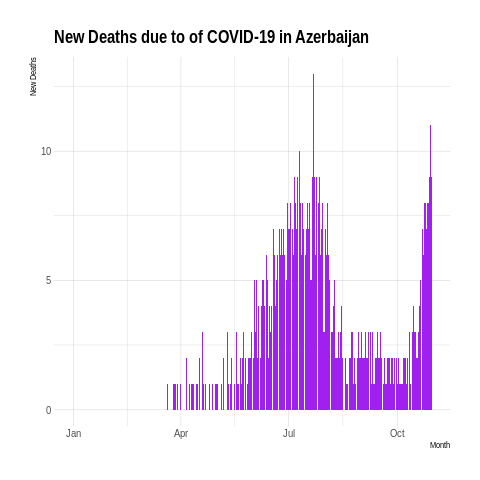 New Deaths due to of COVID-19 in Azerbaijan
New Deaths
10
5
0
Jan Apr Jul Oct
Month